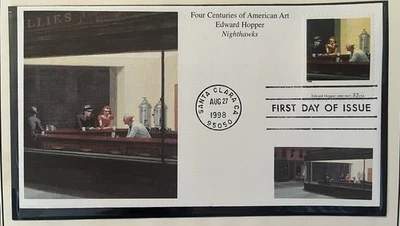 LLIES
Four Centuries of American Art
Edward Hopper
Nighthawks
Edward Hopper
32
SANTA CLARA CA
AUG 27
1998
95050
FIRST DAY OF ISSUE